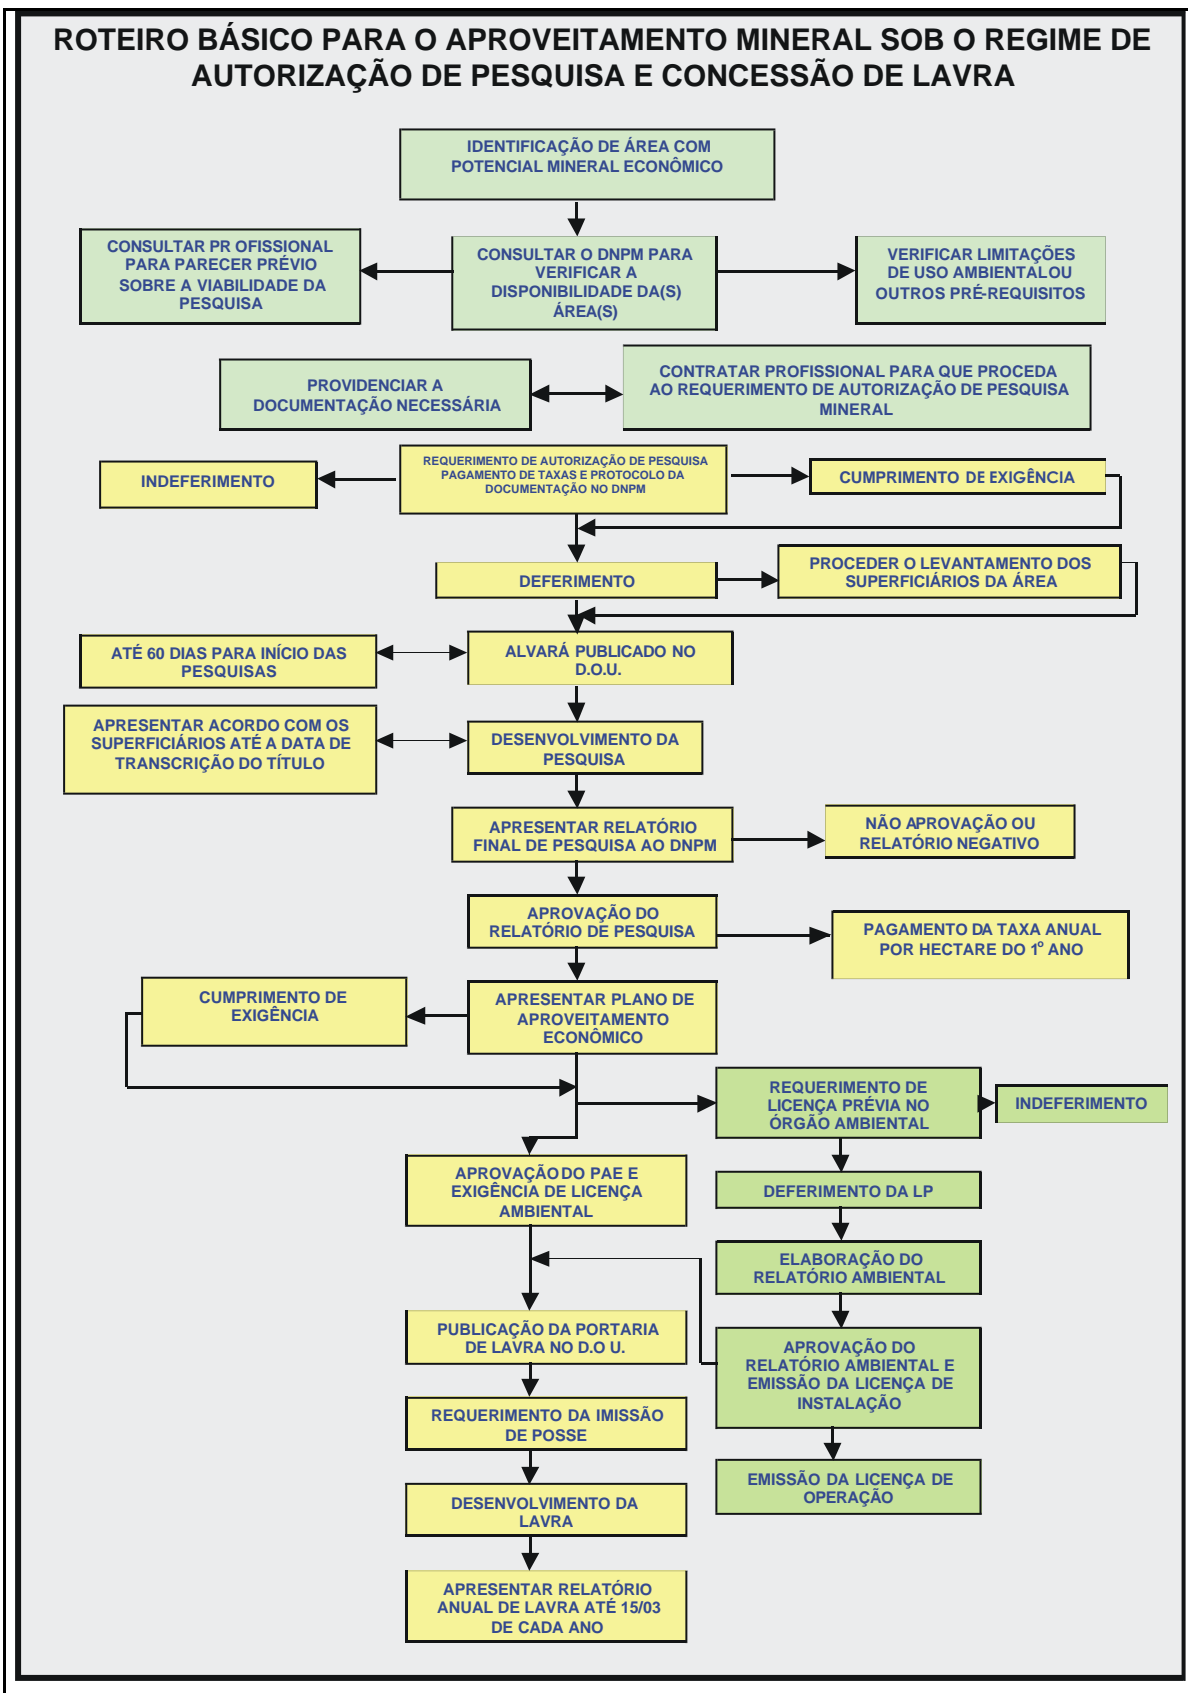 ROTEIRO BÁSICO PARA O APROVEITAMENTO MINERAL SOB O REGIME DE
AUTORIZAÇÃO DE PESQUISA E CONCESSÃO DE LAVRA
IDENTIFICAÇÃO DE ÁREA COM
POTENCIAL MINERAL ECONÔMICO
CONSULTAR PR OFISSIONAL
PARA PARECER PRÉVIO
SOBRE A VIABILIDADE DA
PESQUISA
CONSULTAR O DNPM PARA
VERIFICAR A
DISPONIBILIDADE DA(S)
ÁREA(S)
VERIFICAR LIMITAÇÕES
DE USO AMBIENTALOU
OUTROS PRÉ-REQUISITOS
PROVIDENCIAR A
DOCUMENTAÇÃO NECESSÁRIA
CONTRATAR PROFISSIONAL PARA QUE PROCEDA
AO REQUERIMENTO DE AUTORIZAÇÃO DE PESQUISA
MINERAL
INDEFERIMENTO
REQUERIMENTO DE AUTORIZAÇÃO DE PESQUISA
PAGAMENTO DE TAXAS E PROTOCOLO DA
DOCUMENTAÇÃO NO DNPM
CUMPRIMENTO DE EXIGÊNCIA
DEFERIMENTO
PROCEDER O LEVANTAMENTO DOS
SUPERFICIÁRIOS DA ÁREA
ATÉ 60 DIAS PARA INÍCIO DAS
PESQUISAS
ALVARÁ PUBLICADO NO
D.O.U.
APRESENTAR ACORDO COM OS
SUPERFICIÁRIOS ATÉ A DATA DE
TRANSCRIÇÃO DO TÍTULO
DESENVOLVIMENTO DA
PESQUISA
APRESENTAR RELATÓRIO
FINAL DE PESQUISA AO DNPM
NÃO APROVAÇÃO OU
RELATÓRIO NEGATIVO
APROVAÇÃO DO
RELATÓRIO DE PESQUISA
PAGAMENTO DA TAXA ANUAL
POR HECTARE DO 1º ANO
CUMPRIMENTO DE
EXIGÊNCIA
APRESENTAR PLANO DE
APROVEITAMENTO
ECONÔMICO
REQUERIMENTO DE
LICENÇA PRÉVIA NO
ÓRGÃO AMBIENTAL
INDEFERIMENTO
APROVAÇÃO DO PAE E
EXIGÊNCIA DE LICENÇA
AMBIENTAL
DEFERIMENTO DA LP
ELABORAÇÃO DO
RELATÓRIO AMBIENTAL
PUBLICAÇÃO DA PORTARIA
DE LAVRA NO D.O U.
APROVAÇÃO DO
RELATÓRIO AMBIENTAL E
EMISSÃO DA LICENÇA DE
INSTALAÇÃO
REQUERIMENTO DA IMISSÃO
DE POSSE
EMISSÃO DA LICENÇA DE
OPERAÇÃO
DESENVOLVIMENTO DA
LAVRA
APRESENTAR RELATÓRIO
ANUAL DE LAVRA ATÉ 15/03
DE CADA ANO